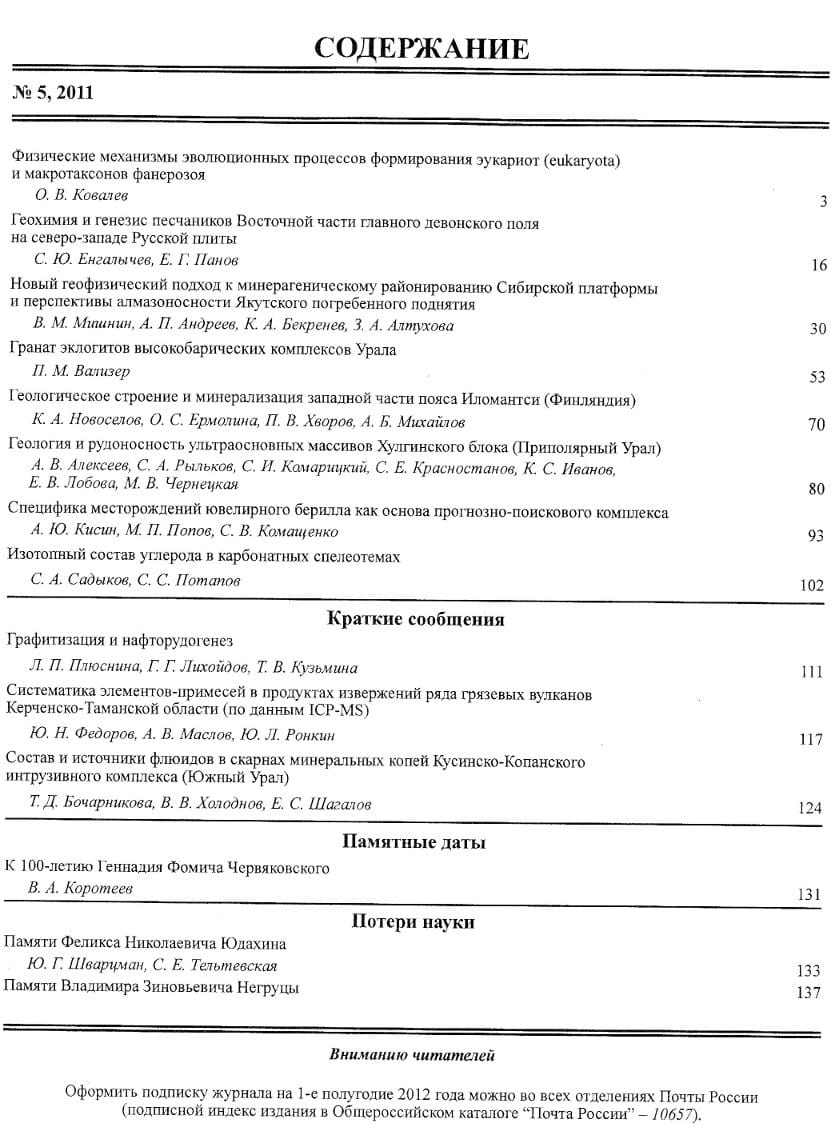 СОДЕРЖАНИЕ
№ 5, 2011
Физические механизмы эволюционных процессов формирования эукариот (eukaryota)
и макротаксонов фанерозоя
О. В. Ковалев 3
Геохимия и генезис песчаников Восточной части главного девонского поля
на северо-западе Русской плиты
С. Ю. Енгалычев, Е. Г. Панов 16
Новый геофизический подход к минерагеническому районированию Сибирской платформы
и перспективы алмазоносности Якутского погребенного поднятия
В. М. Мишнин, А. П. Андреев, К. А. Бекренев, З. А. Алтухова 30
Гранат эклогитов высокобарических комплексов Урала
П. М. Вализер 53
Геологическое строение и минерализация западной части пояса Иломантси (Финляндия)
К. А. Новоселов, О. С. Ермолина, П. В. Хворов, А. Б. Михайлов 70
Геология и рудоносность ультраосновных массивов Хулгинского блока (Приполярный Урал)
А. В. Алексеев, С. А. Рыльков, С. И. Комарицкий, С. Е. Красностанов, К. С. Иванов,
Е. В. Лобова, М. В. Чернецкая 80
Специфика месторождений ювелирного берилла как основа прогнозно-поискового комплекса
А. Ю. Кисин, М. П. Попов, С. В. Комащенко 93
Изотопный состав углерода в карбонатных спелеотемах
С. А. Садыков, С. С. Потапов 102
Краткие сообщения
Графитизация и нафторудогенез
Л. П. Плюснина, Г. Г. Лихойдов, Т. В. Кузьмина 111
Систематика элементов-примесей в продуктах извержений ряда грязевых вулканов
Керченско-Таманской области (по данным ICP-MS)
Ю. Н. Федоров, А. В. Маслов, Ю. Л. Ронкин 117
Состав и источники флюидов в скарнах минеральных копей Кусинско-Копанского
интрузивного комплекса (Южный Урал)
Т. Д. Бочарникова, В. В. Холоднов, Е. С. Шагалов 124
Памятные даты
К 100-летию Геннадия Фомича Червяковского
В. А. Коротеев 131
Потери науки
Памяти Феликса Николаевича Юдахина
Ю. Г. Шварцман, С. Е. Тельтевская 133
Памяти Владимира Зиновьевича Негруцы 137
Вниманию читателей
Оформить подписку журнала на 1-е полугодие 2012 года можно во всех отделениях Почты России
(подписной индекс издания в Общероссийском каталоге “Почта России” – 10657).